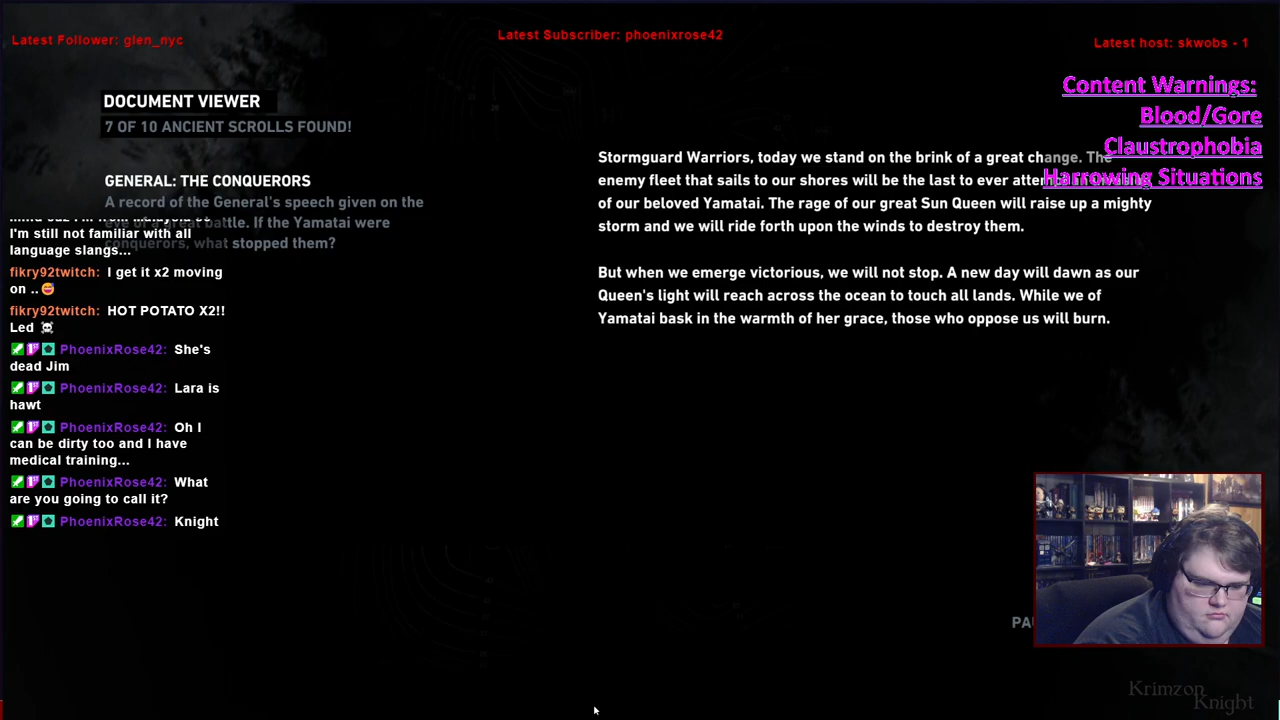 Latest Follower: glen_nyc
Latest Subscriber: phoenixrose42
Latest host: skwobs - 1
Content Warnings:
Blood/Gore
Claustrophobia
Harrowing Situations
DOCUMENT VIEWER
7 OF 10 ANCIENT SCROLLS FOUND!
GENERAL: THE CONQUERORS
A record of the General's speech given on the
eve of a great battle. If the Yamatai were
conquerors, what stopped them?
Stormguard Warriors, today we stand on the brink of a great change. The
enemy fleet that sails to our shores will be the last to ever
of our beloved Yamatai. The rage of our great Sun Queen will raise up a mighty
storm and we will ride forth upon the winds to destroy them.
But when we emerge victorious, we will not stop. A new day will dawn as our
Queen's light will reach across the ocean to touch all lands. While we of
Yamatai bask in the warmth of her grace, those who oppose us will burn.
I'm still not familiar with all
language slangs...
fikry92twitch: I get it x2 moving
on ..😅
fikry92twitch: HOT POTATO X2!!
Led ☠
PhoenixRose42: She's
dead Jim
PhoenixRose42: Lara is
hawt
PhoenixRose42: Oh I
can be dirty too and I have
medical training...
PhoenixRose42: What
are you going to call it?
PhoenixRose42: Knight
Krimzon
Knight